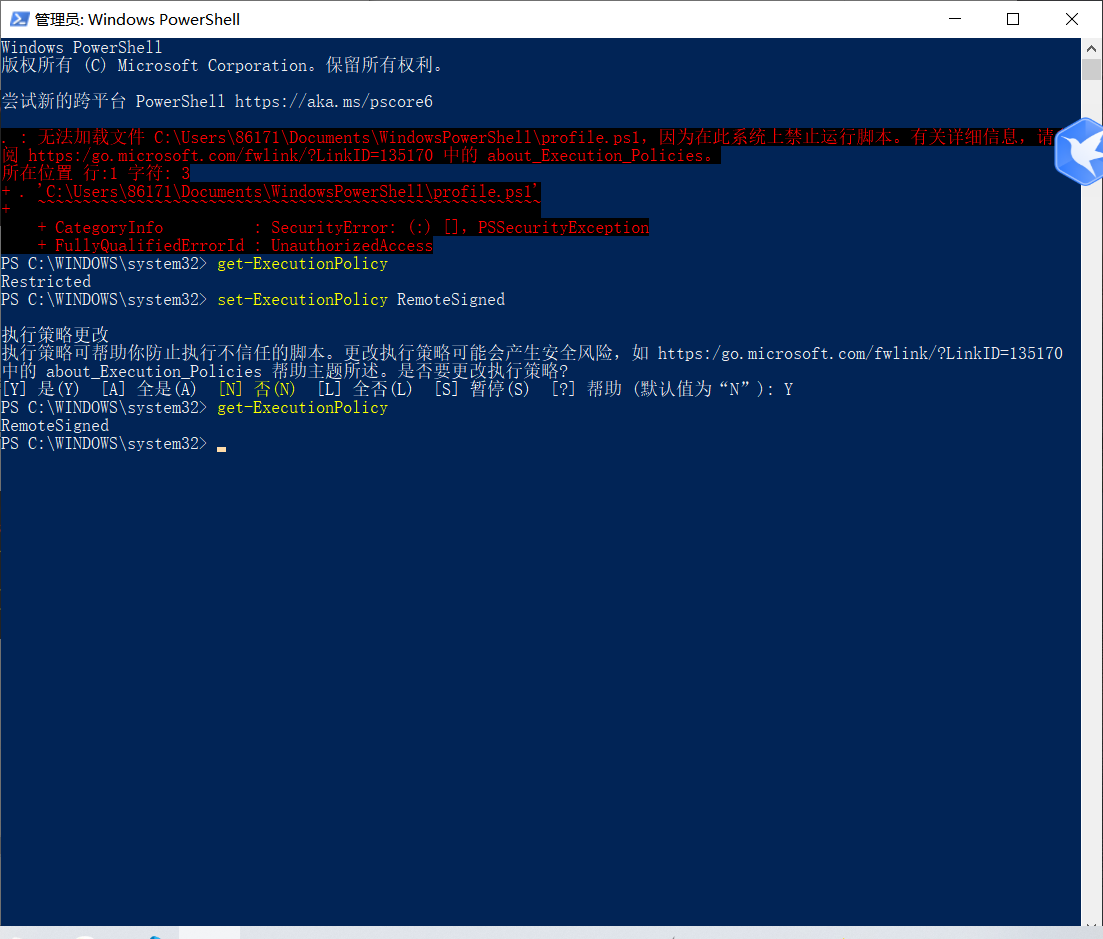 管理员: Windows PowerShell
Windows PowerShell
版权所有 (C) Microsoft Corporation。保留所有权利。
尝试新的跨平台 PowerShell https://aka.ms/pscore6
. : 无法加载文件 C:\Users\86171\Documents\WindowsPowerShell\profile.ps1，因为在此系统上禁止运行脚本。有关详细信息，请
阅 https:/go.microsoft.com/fwlink/?LinkID=135170 中的 about_Execution_Policies。
所在位置 行:1 字符: 3
+ . 'C:\Users\86171\Documents\WindowsPowerShell\profile.ps1'
+   ~~~~~~~~~~~~~~~~~~~~~~~~~~~~~~~~~~~~~~~~~~~~~~~~~~~~~~~~
+ CategoryInfo          : SecurityError: (:) []，PSSecurityException
+ FullyQualifiedErrorId : UnauthorizedAccess
PS C:\WINDOWS\system32> get-ExecutionPolicy
Restricted
PS C:\WINDOWS\system32> set-ExecutionPolicy RemoteSigned
执行策略更改
执行策略可帮助你防止执行不信任的脚本。更改执行策略可能会产生安全风险，如 https:/go.microsoft.com/fwlink/?LinkID=135170
中的 about_Execution_Policies 帮助主题所述。是否要更改执行策略?
[Y] 是(Y)  [A] 全是(A)  [N] 否(N)  [L] 全否(L)  [S] 暂停(S)  [?] 帮助 (默认值为“N”): Y
PS C:\WINDOWS\system32> get-ExecutionPolicy
RemoteSigned
PS C:\WINDOWS\system32>